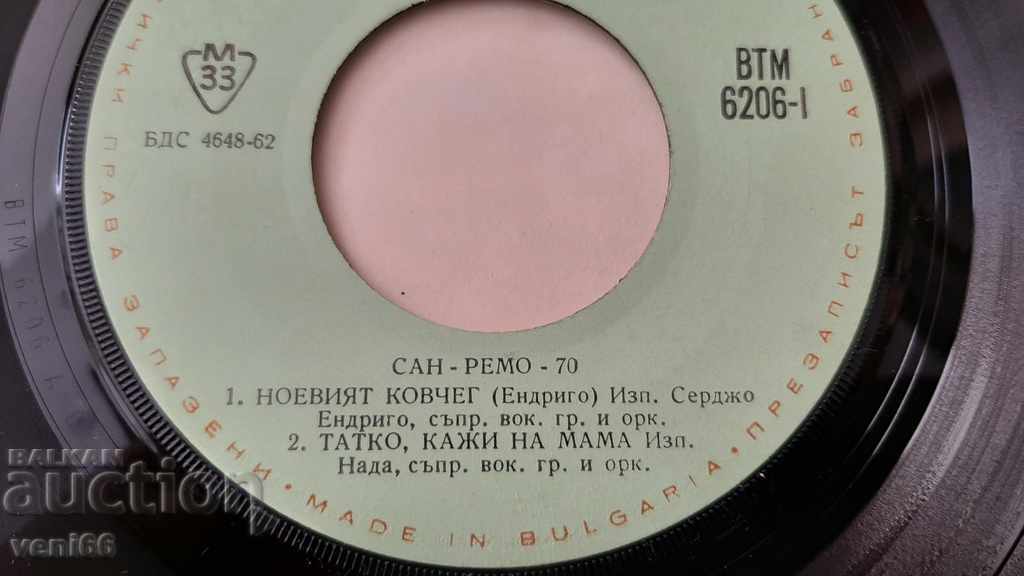 М
33
БДС 4648-62
ВТМ
6206-I
САН - РЕМО - 70
1. НОЕВИЯТ КОВЧЕГ (Ендриго) Изп. Серджо
Ендриго, съпр. вок. гр. и орк.
2. ТАТКО, КАЖИ НА МАМА Изп.
Нада, съпр. вок. гр. и орк.
ИЧКИ ПРАВА ЗАПАЗЕНИ • MADE IN BULGARIA • ПРЕЗАПИСЪТ ЗАБРАН
BALKAN
auction
veni66